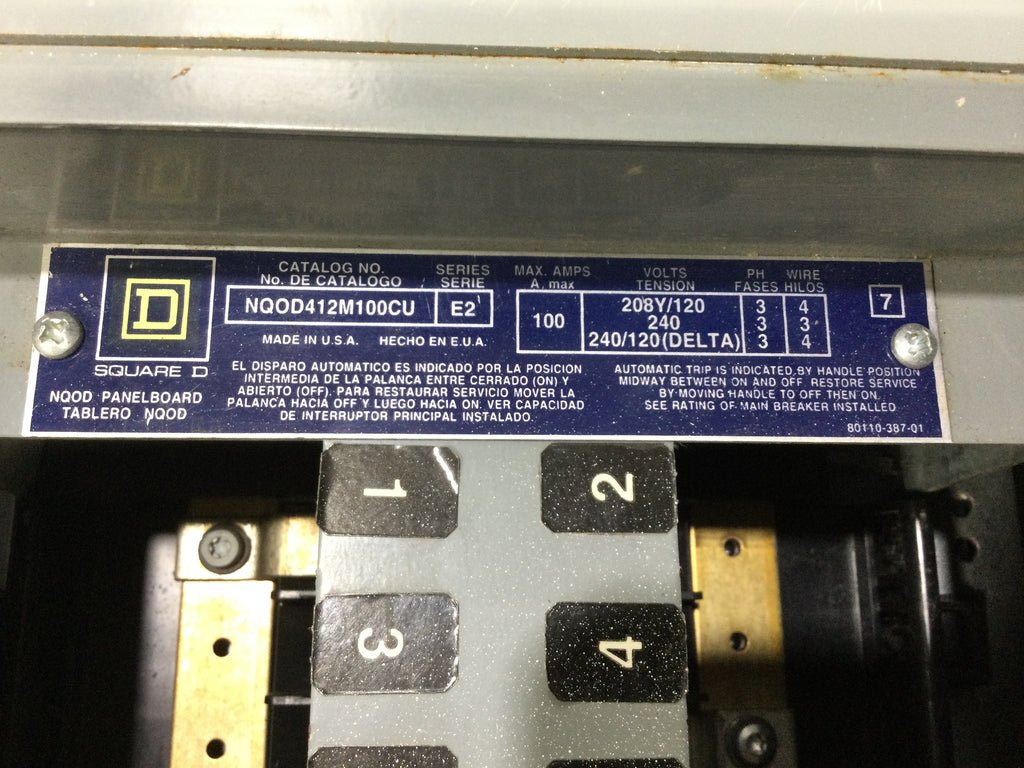 D
SQUARE D
NQOD PANELBOARD
TABLERO NQOD
CATALOG NO.
No. DE CATALOGO
NQOD412M100CU
SERIES
SERIE
E2
MADE IN U.S.A. HECHO EN E.U.A.
MAX. AMPS
A. max
100
VOLTS
TENSION
PH
FASES
WIRE
HILOS
208Y/120 3 4
240 3 3
240/120(DELTA) 3 4
7
EL DISPARO AUTOMATICO ES INDICADO POR LA POSICION
INTERMEDIA DE LA PALANCA ENTRE CERRADO (ON) Y
ABIERTO (OFF). PARA RESTAURAR SERVICIO MOVER LA
PALANCA HACIA OFF Y LUEGO HACIA ON. VER CAPACIDAD
DE INTERRUPTOR PRINCIPAL INSTALADO.
AUTOMATIC TRIP IS INDICATED BY HANDLE POSITION
MIDWAY BETWEEN ON AND OFF RESTORE SERVICE
BY MOVING HANDLE TO OFF THEN ON.
SEE RATING OF MAIN BREAKER INSTALLED
80110-387-01
1
2
3
4